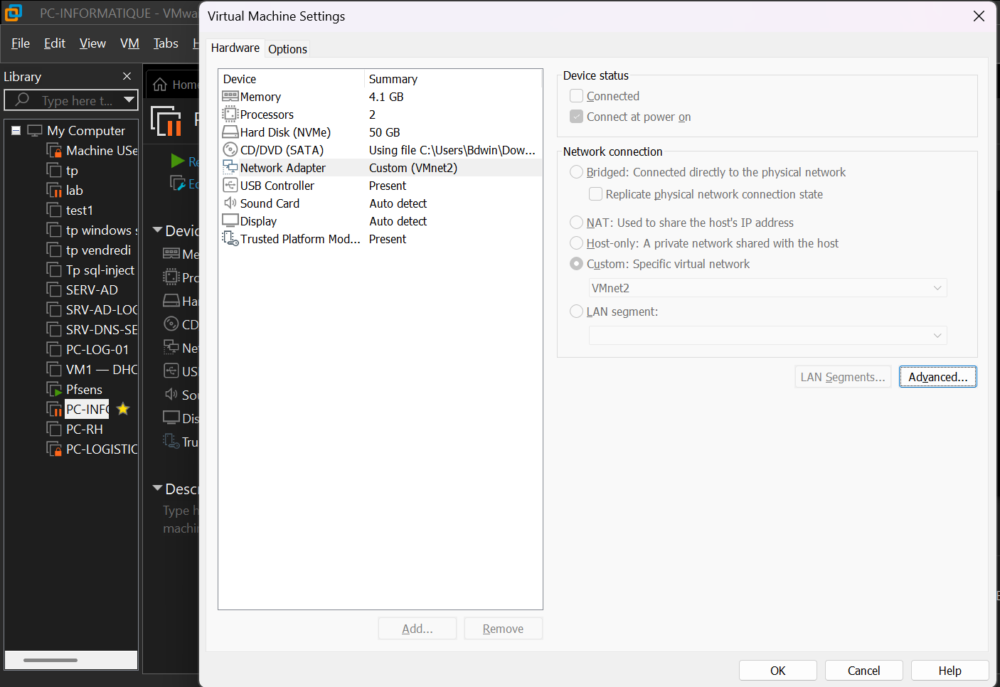 PC-INFORMATIQUE - VMwa
Virtual Machine Settings
File Edit View VM Tabs H
Hardware Options
Library
Type here t...
Home
My Computer
Machine USe
tp
lab
test1
tp windows s
tp vendredi
Tp sql-inject
SERV-AD
SRV-AD-LOG
SRV-DNS-SE
PC-LOG-01
VM1 — DHC
Pfsens
PC-INFO
PC-RH
PC-LOGISTIC
P
Re
Ed
Devic
Me
Pro
Ha
CD
Ne
US
So
Dis
Tru
Descr
Type h
machin
Device Summary
Memory 4.1 GB
Processors 2
Hard Disk (NVMe) 50 GB
CD/DVD (SATA) Using file C:\Users\Bdwin\Dow...
Network Adapter Custom (VMnet2)
USB Controller Present
Sound Card Auto detect
Display Auto detect
Trusted Platform Mod... Present
Add... Remove
Device status
Connected
Connect at power on
Network connection
Bridged: Connected directly to the physical network
Replicate physical network connection state
NAT: Used to share the host's IP address
Host-only: A private network shared with the host
Custom: Specific virtual network
VMnet2
LAN segment:
LAN Segments... Advanced...
OK Cancel Help